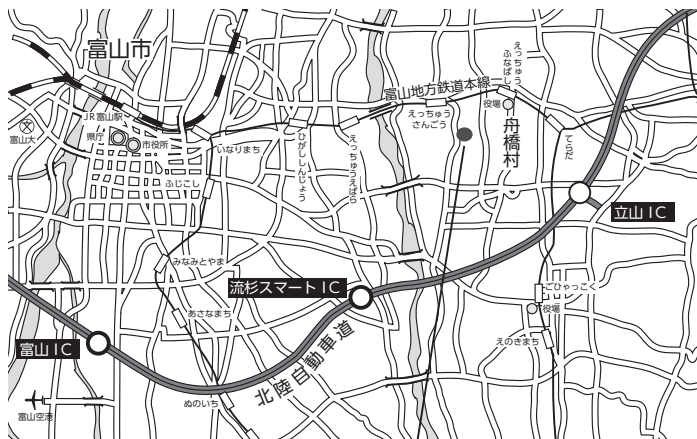 富山市
JR富山駅
県庁
市役所
富山大
いなりまち
ふじこし
ひがししんじょう
えっちゅうえばら
富山地方鉄道本線
えっちゅう
さんごう
えっちゅう
ふなばし
役場
舟橋村
てらだ
立山IC
みなみとやま
流杉スマートIC
あさなまち
ごひゃっこく
役場
えのきまち
富山IC
北陸自動車道
ぬのいち
富山空港